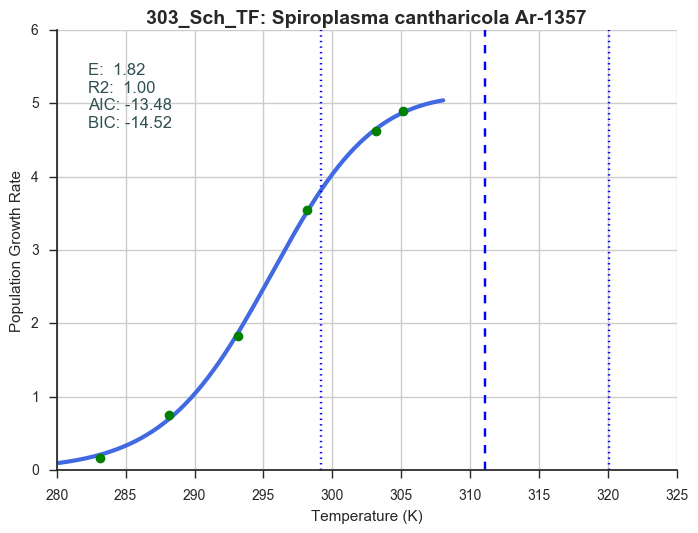 303_Sch_TF: Spiroplasma cantharicola Ar-1357
E:  1.82
R2:  1.00
AIC: -13.48
BIC: -14.52
Population Growth Rate
6
5
4
3
2
1
0
280 285 290 295 300 305 310 315 320 325
Temperature (K)